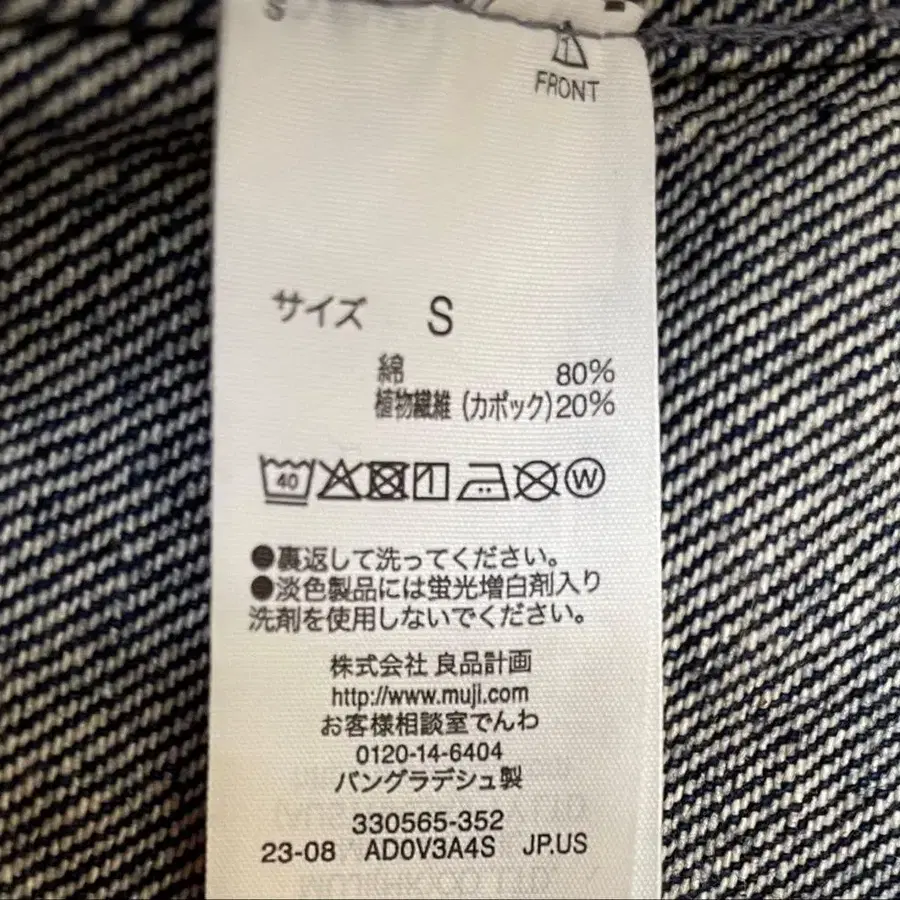 S
1
FRONT
サイズ S
綿 80%
植物繊維 (カポック)20%
40 W
●裏返して洗ってください。
●淡色製品には蛍光増白剤入り
洗剤を使用しないでください。
株式会社 良品計画
http://www.muji.com
お客様相談室でんわ
0120-14-6404
バングラデシュ製
330565-352
23-08 AD0V3A4S JP.US